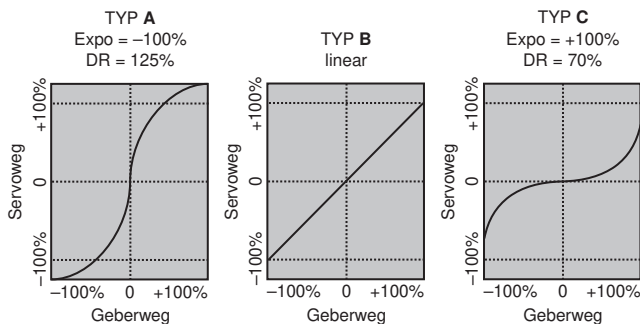 TYP A
Expo = –100%
DR = 125%
Servoweg
+100%
0
–100%
–100% 0 +100%
Geberweg
TYP B
linear
Servoweg
+100%
0
–100%
–100% 0 +100%
Geberweg
TYP C
Expo = +100%
DR = 70%
Servoweg
+100%
0
–100%
–100% 0 +100%
Geberweg